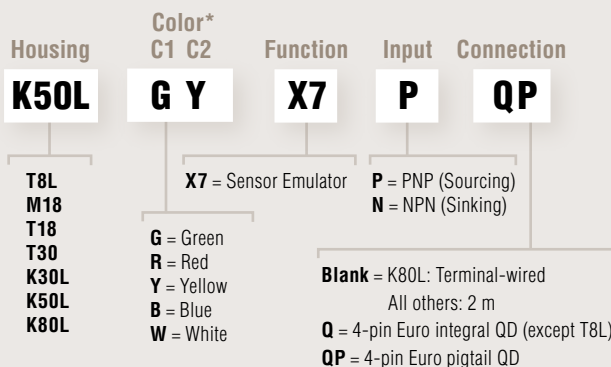 Color*
Housing C1 C2 Function Input Connection
K50L G Y X7 P QP
T8L
M18
T18
T30
K30L
K50L
K80L
G = Green
R = Red
Y = Yellow
B = Blue
W = White
X7 = Sensor Emulator
P = PNP (Sourcing)
N = NPN (Sinking)
Blank = K80L: Terminal-wired
All others: 2 m
Q = 4-pin Euro integral QD (except T8L)
QP = 4-pin Euro pigtail QD